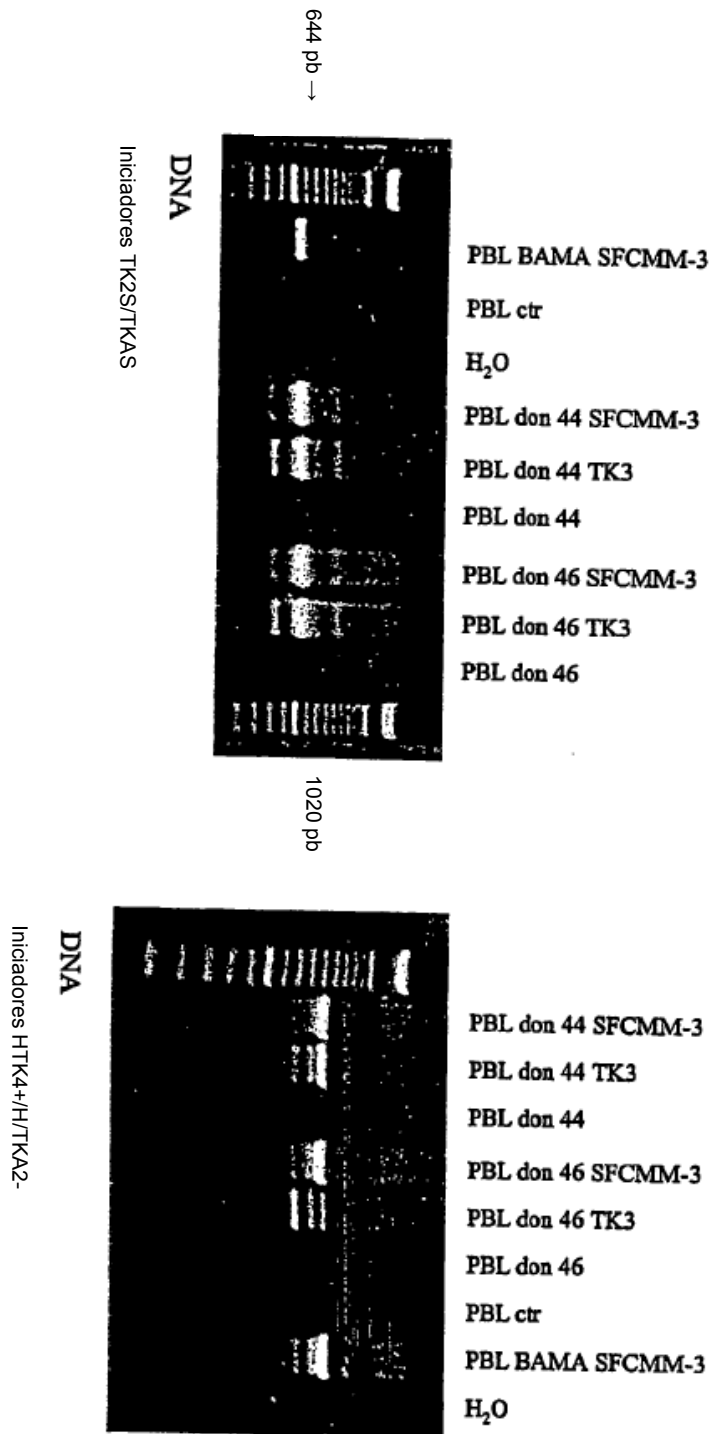 644 pb →
DNA
Iniciadores TK2S/TKAS
PBL BAMA SFCMM-3
PBL ctr
H₂O
PBL don 44 SFCMM-3
PBL don 44 TK3
PBL don 44
PBL don 46 SFCMM-3
PBL don 46 TK3
PBL don 46
1020 pb
DNA
Iniciadores HTK4+/H/TKA2-
PBL don 44 SFCMM-3
PBL don 44 TK3
PBL don 44
PBL don 46 SFCMM-3
PBL don 46 TK3
PBL don 46
PBL ctr
PBL BAMA SFCMM-3
H₂O